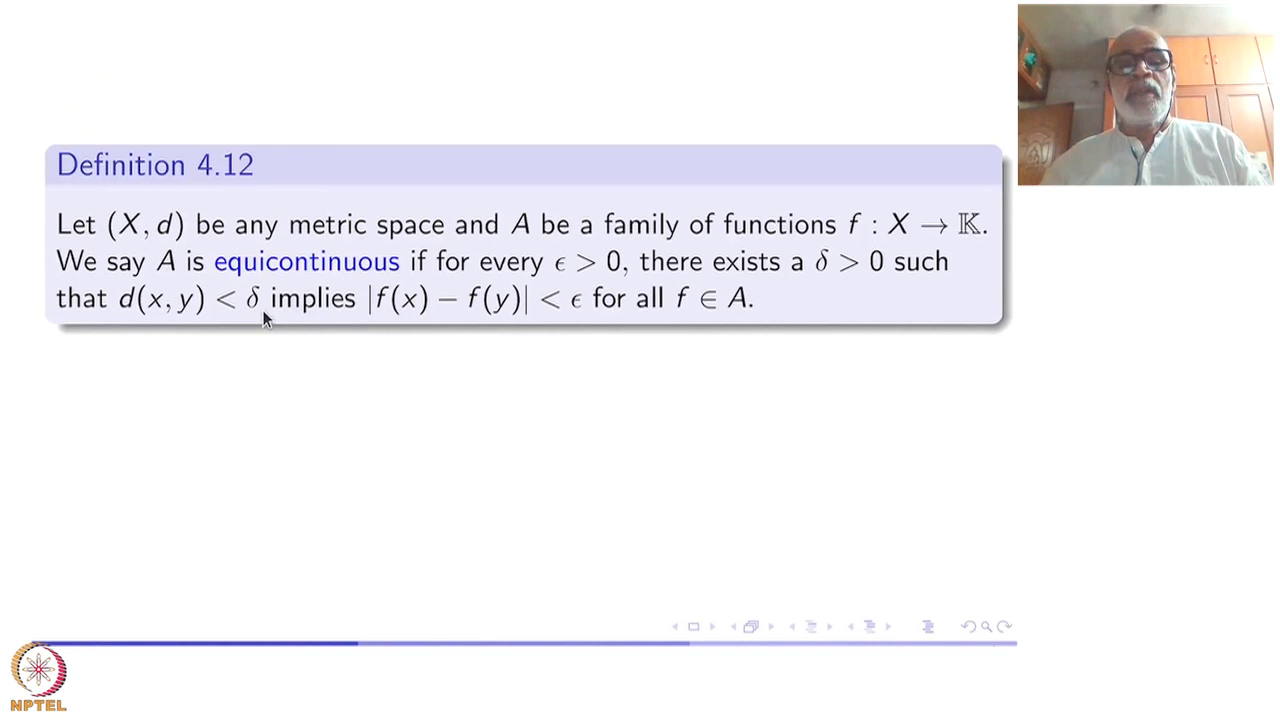 Definition 4.12
Let (X, d) be any metric space and A be a family of functions f : X → 𝕂.
We say A is equicontinuous if for every ϵ > 0, there exists a δ > 0 such
that d(x, y) < δ implies |f(x) − f(y)| < ϵ for all f ∈ A.
NPTEL